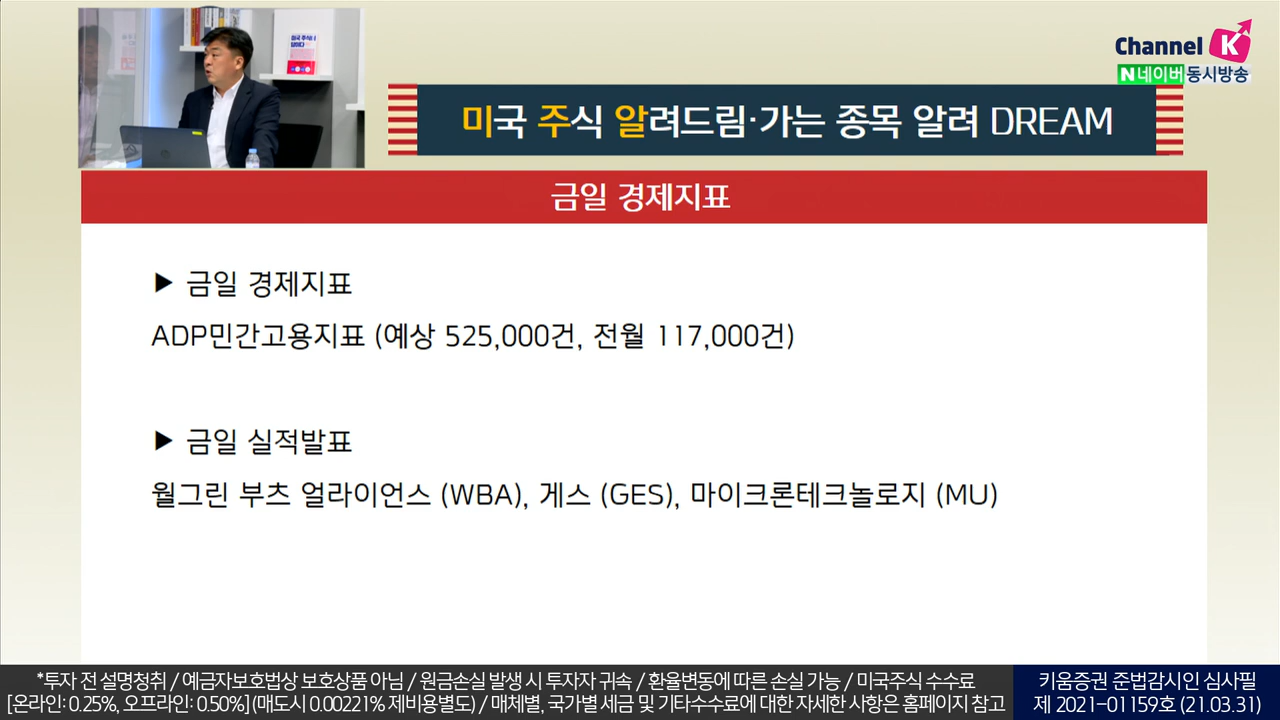 미국 주식이 답이다
Channel K
N 네이버 동시방송
미국 주식 알려드림·가는 종목 알려 DREAM
금일 경제지표
▶ 금일 경제지표
ADP민간고용지표 (예상 525,000건, 전월 117,000건)
▶ 금일 실적발표
월그린 부츠 얼라이언스 (WBA), 게스 (GES), 마이크론테크놀로지 (MU)
*투자 전 설명청취 / 예금자보호법상 보호상품 아님 / 원금손실 발생 시 투자자 귀속 / 환율변동에 따른 손실 가능 / 미국주식 수수료
[온라인: 0.25%, 오프라인: 0.50%](매도시 0.00221% 제비용별도) / 매체별, 국가별 세금 및 기타수수료에 대한 자세한 사항은 홈페이지 참고
키움증권 준법감시인 심사필
제 2021-01159호 (21.03.31)